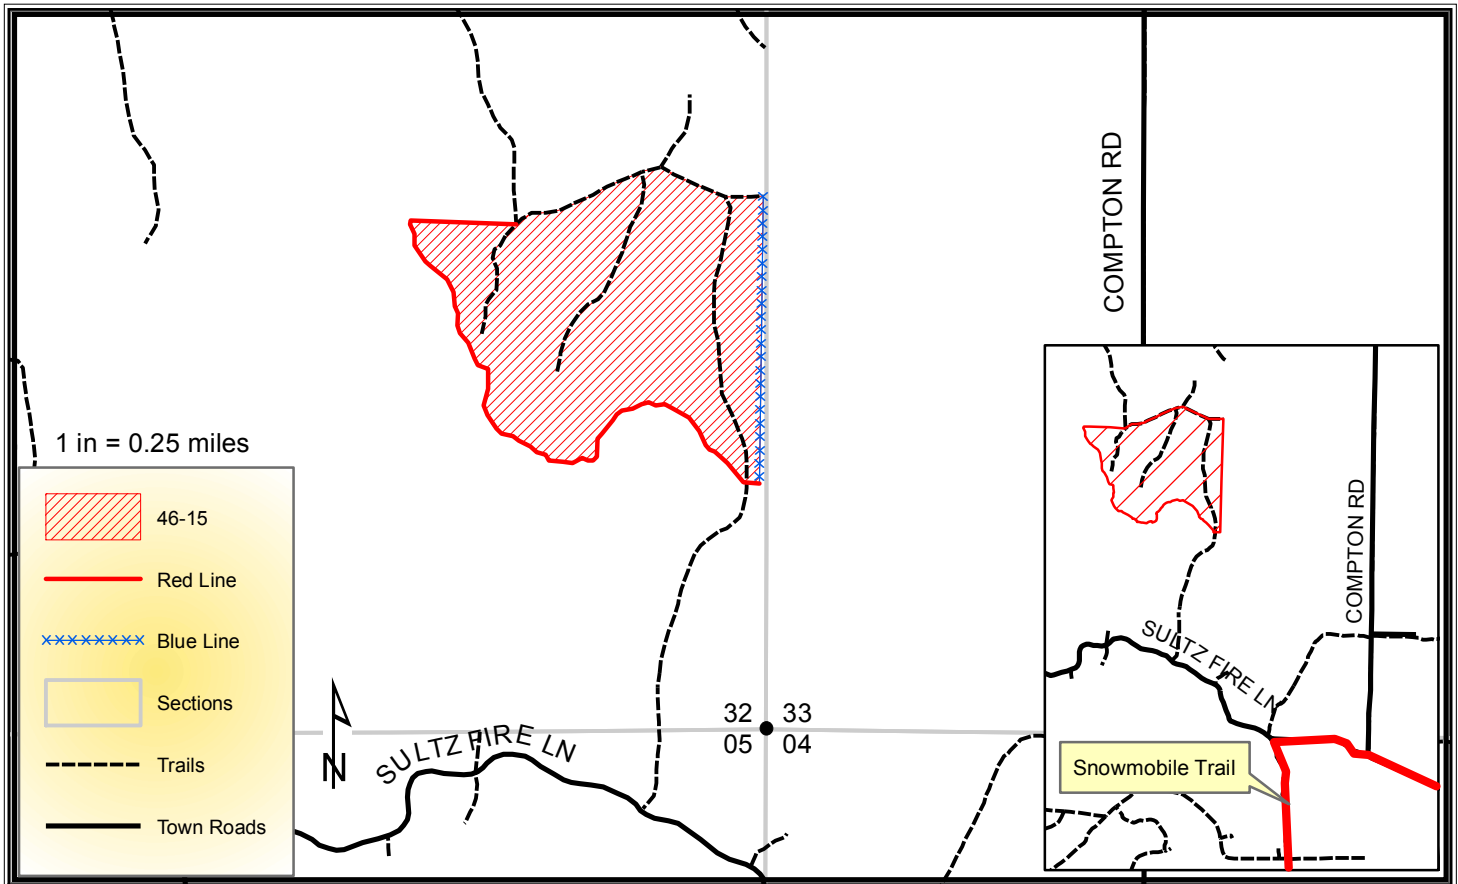 COMPTON RD
1 in = 0.25 miles
46-15
Red Line
Blue Line
Sections
Trails
Town Roads
N
SULTZ FIRE LN
32 33
05 04
COMPTON RD
SULTZ FIRE LN
Snowmobile Trail